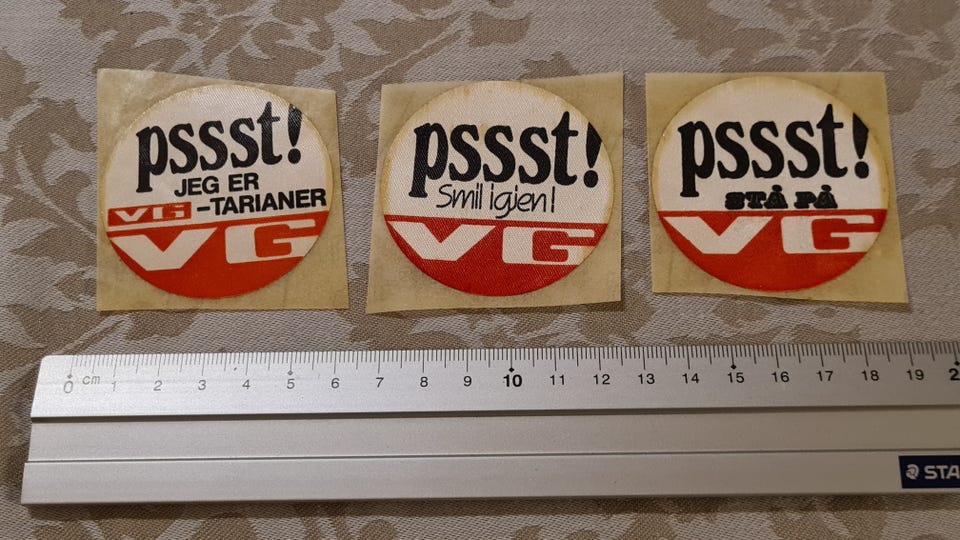 pssst!
JEG ER
VG -TARIANER
VG
pssst!
Smil igjen!
VG
pssst!
STÅ PÅ
VG
0 cm 1 2 3 4 5 6 7 8 9 10 11 12 13 14 15 16 17 18 19